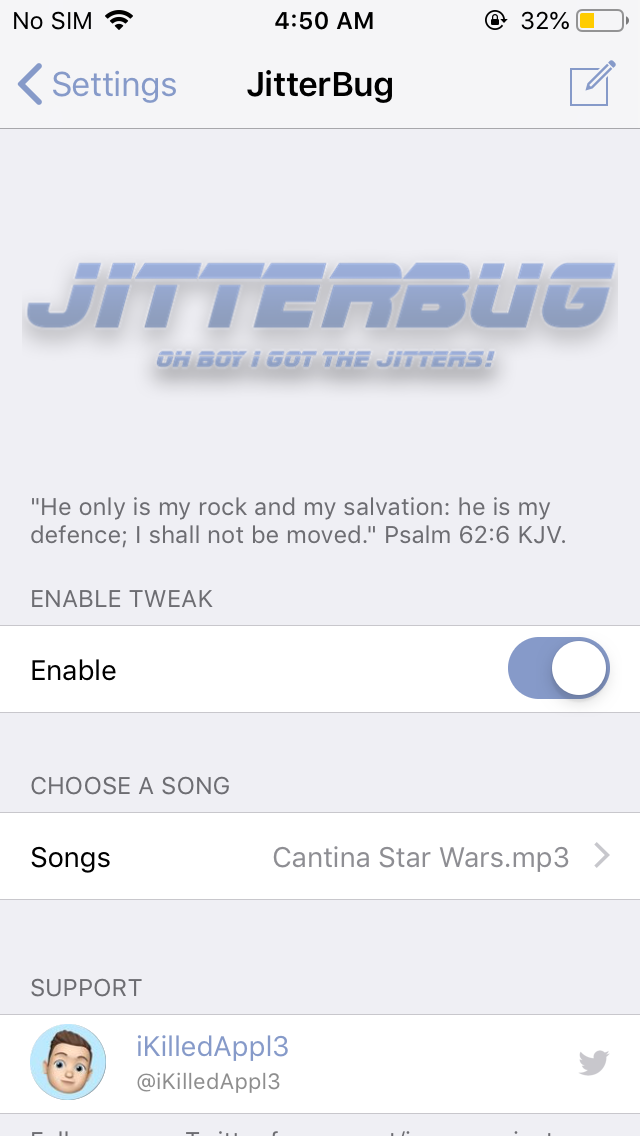 No SIM 4:50 AM 32%
Settings JitterBug
JITTERBUG
OH BOY I GOT THE JITTERS!
"He only is my rock and my salvation: he is my
defence; I shall not be moved." Psalm 62:6 KJV.
ENABLE TWEAK
Enable
CHOOSE A SONG
Songs Cantina Star Wars.mp3
SUPPORT
iKilledAppl3
@iKilledAppl3